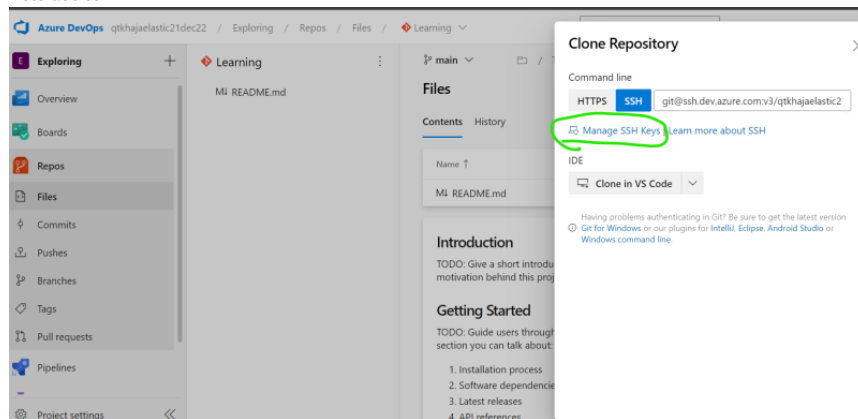 Azure DevOps qtkhajaelastic21dec22 / Exploring / Repos / Files / Learning
E Exploring
Overview
Boards
Repos
Files
Commits
Pushes
Branches
Tags
Pull requests
Pipelines
Project settings
Learning
M↓ README.md
main /
Files
Contents History
Name ↑
M↓ README.md
Introduction
TODO: Give a short introdu
motivation behind this proj
Getting Started
TODO: Guide users through
section you can talk about:
1. Installation process
2. Software dependencie
3. Latest releases
4. API references
Clone Repository
Command line
HTTPS SSH git@ssh.dev.azure.com:v3/qtkhajaelastic2
Manage SSH Keys | Learn more about SSH
IDE
Clone in VS Code
Having problems authenticating in Git? Be sure to get the latest version
Git for Windows or our plugins for IntelliJ, Eclipse, Android Studio or
Windows command line.